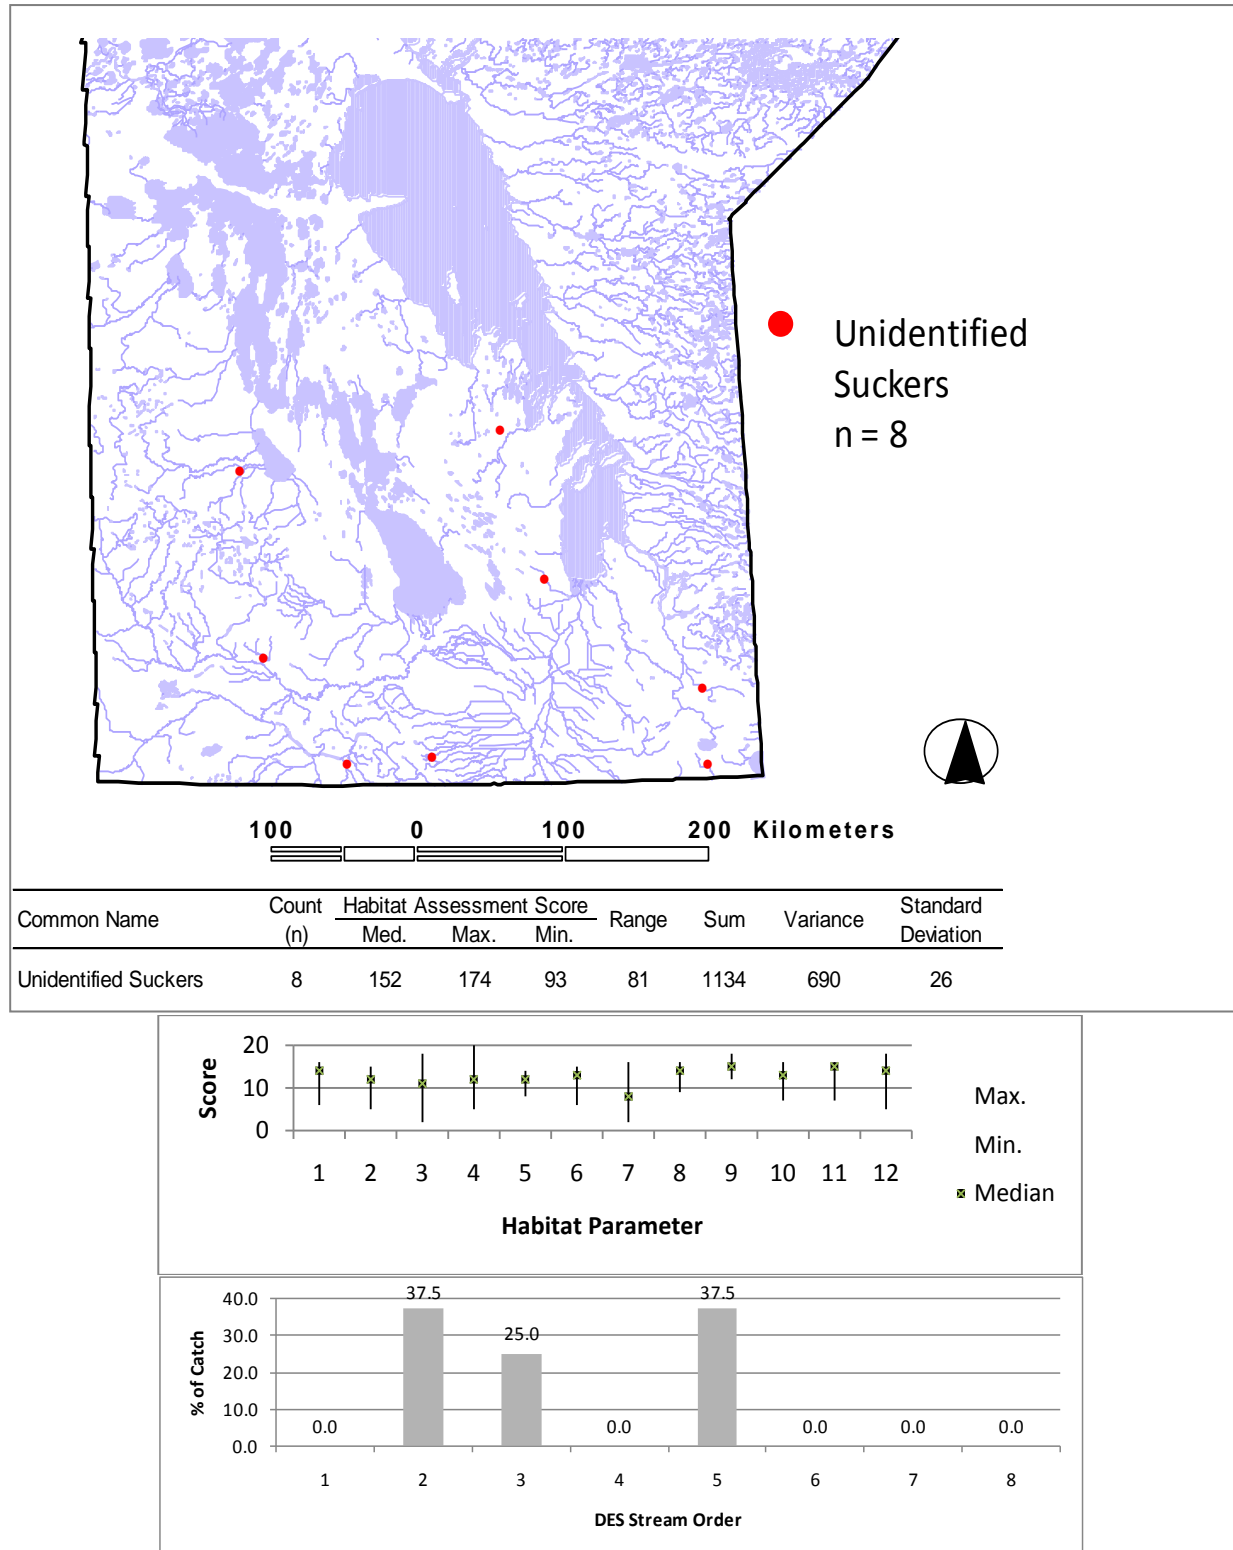 Unidentified
Suckers
n = 8
100 0 100 200 Kilometers
Common Name Count (n) Habitat Assessment Score Range Sum Variance Standard Deviation
Med. Max. Min.
Unidentified Suckers 8 152 174 93 81 1134 690 26
Score
20
10
0
1 2 3 4 5 6 7 8 9 10 11 12
Habitat Parameter
Max.
Min.
Median
% of Catch
40.0
30.0
20.0
10.0
0.0
0.0 37.5 25.0 0.0 37.5 0.0 0.0 0.0
1 2 3 4 5 6 7 8
DES Stream Order